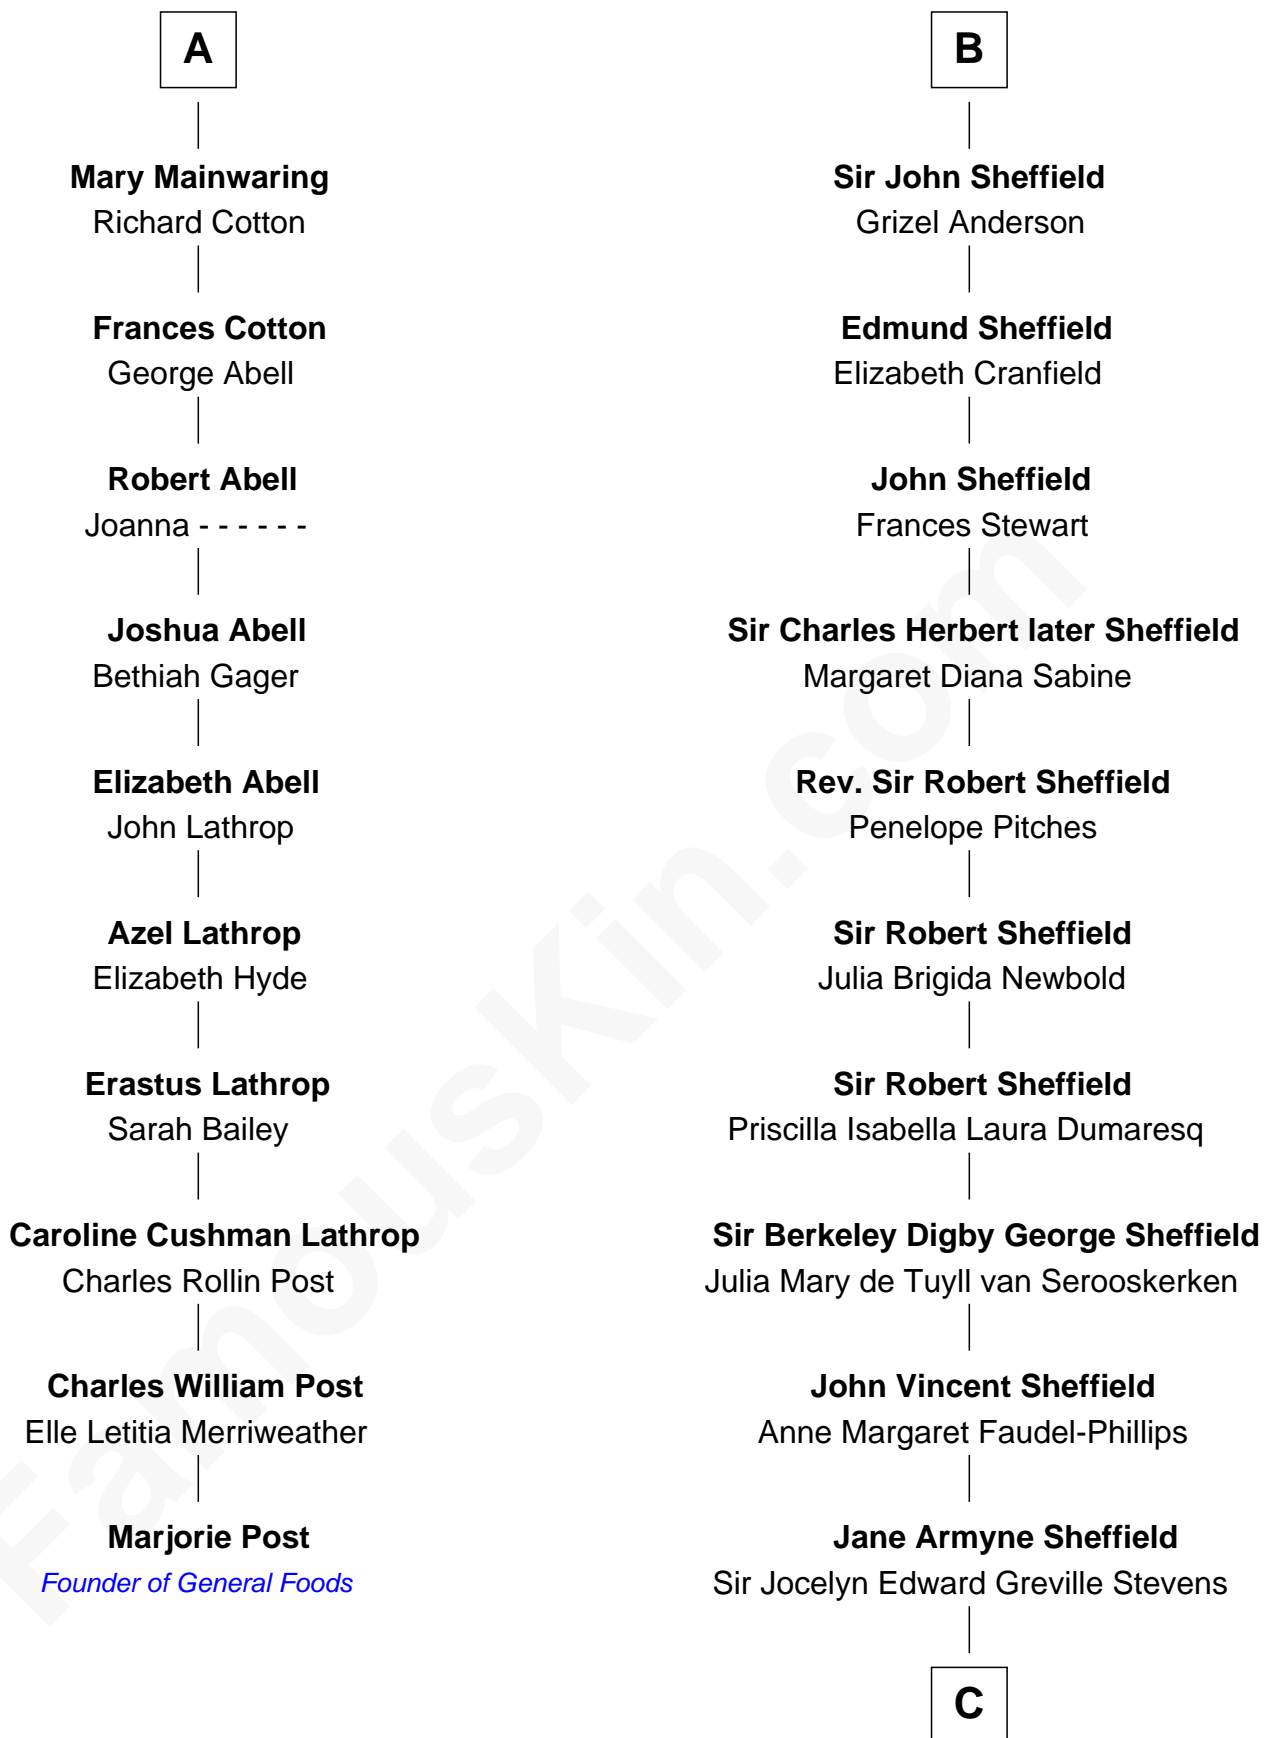 A
Mary Mainwaring
Richard Cotton
Frances Cotton
George Abell
Robert Abell
Joanna - - - - - -
Joshua Abell
Bethiah Gager
Elizabeth Abell
John Lathrop
Azel Lathrop
Elizabeth Hyde
Erastus Lathrop
Sarah Bailey
Caroline Cushman Lathrop
Charles Rollin Post
Charles William Post
Elle Letitia Merriweather
Marjorie Post
Founder of General Foods
B
Sir John Sheffield
Grizel Anderson
Edmund Sheffield
Elizabeth Cranfield
John Sheffield
Frances Stewart
Sir Charles Herbert later Sheffield
Margaret Diana Sabine
Rev. Sir Robert Sheffield
Penelope Pitches
Sir Robert Sheffield
Julia Brigida Newbold
Sir Robert Sheffield
Priscilla Isabella Laura Dumaresq
Sir Berkeley Digby George Sheffield
Julia Mary de Tuyll van Serooskerken
John Vincent Sheffield
Anne Margaret Faudel-Phillips
Jane Armyne Sheffield
Sir Jocelyn Edward Greville Stevens
C
FamousKin.com